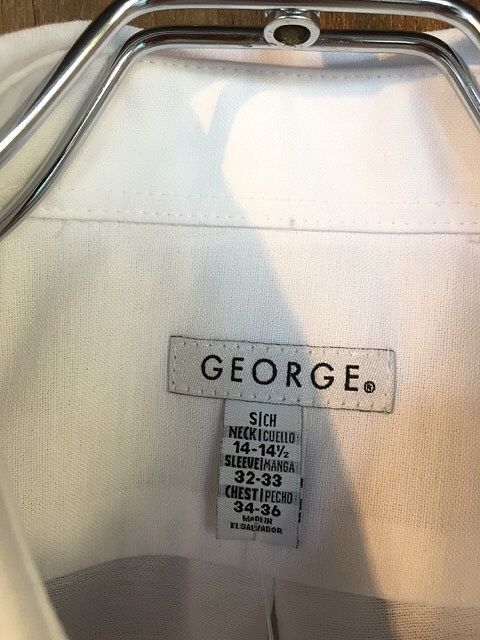 GEORGE®
S|CH
NECK|CUELLO
14-14½
SLEEVE|MANGA
32-33
CHEST|PECHO
34-36
MADE IN
EL SALVADOR